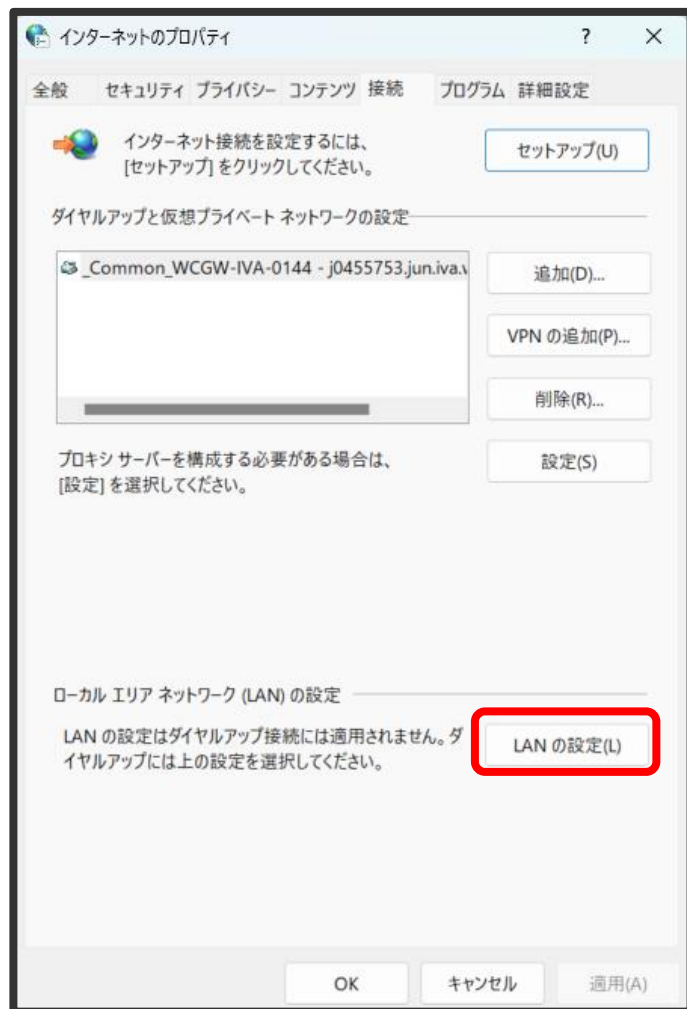 インターネットのプロパティ
? ×
全般 セキュリティ プライバシー コンテンツ 接続 プログラム 詳細設定
インターネット接続を設定するには、
[セットアップ] をクリックしてください。
セットアップ(U)
ダイヤルアップと仮想プライベート ネットワークの設定
_Common_WCGW-IVA-0144 - j0455753.jun.iva.
追加(D)...
VPN の追加(P)...
削除(R)...
プロキシ サーバーを構成する必要がある場合は、
[設定] を選択してください。
設定(S)
ローカル エリア ネットワーク (LAN) の設定
LAN の設定はダイヤルアップ接続には適用されません。ダ
イヤルアップには上の設定を選択してください。
LAN の設定(L)
OK キャンセル 適用(A)